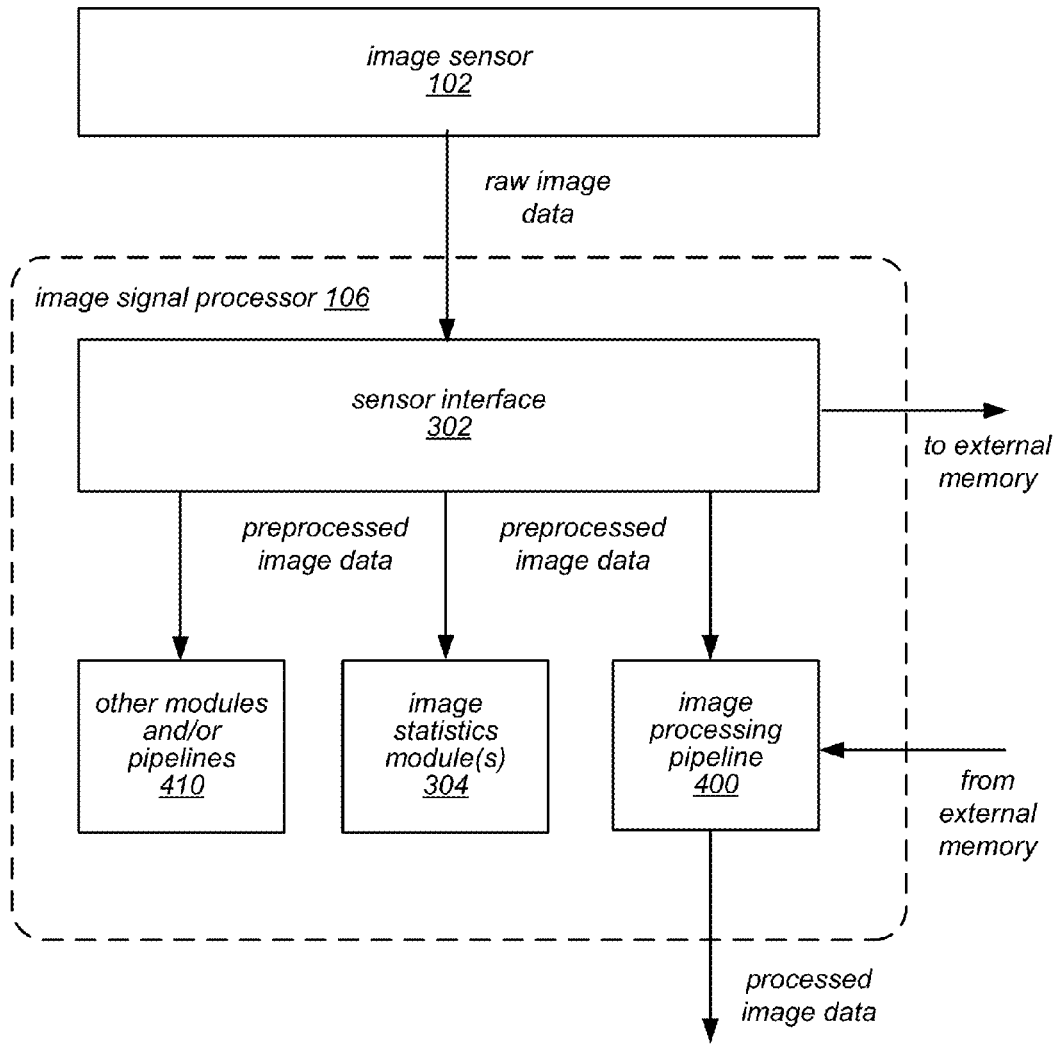 image sensor
102
raw image
data
image signal processor 106
sensor interface
302
to external
memory
preprocessed
image data
preprocessed
image data
other modules
and/or
pipelines
410
image
statistics
module(s)
304
image
processing
pipeline
400
from
external
memory
processed
image data